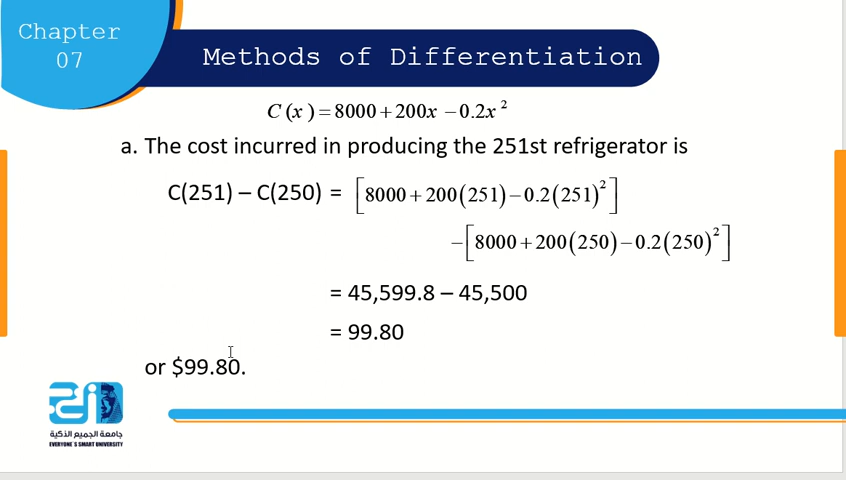 Chapter
07
Methods of Differentiation
C(x)=8000+200x−0.2x²
a. The cost incurred in producing the 251st refrigerator is
C(251) – C(250) = [8000+200(251)−0.2(251)²]
−[8000+200(250)−0.2(250)²]
= 45,599.8 – 45,500
= 99.80
or $99.80.
جامعة الجميع الذكية
EVERYONE'S SMART UNIVERSITY